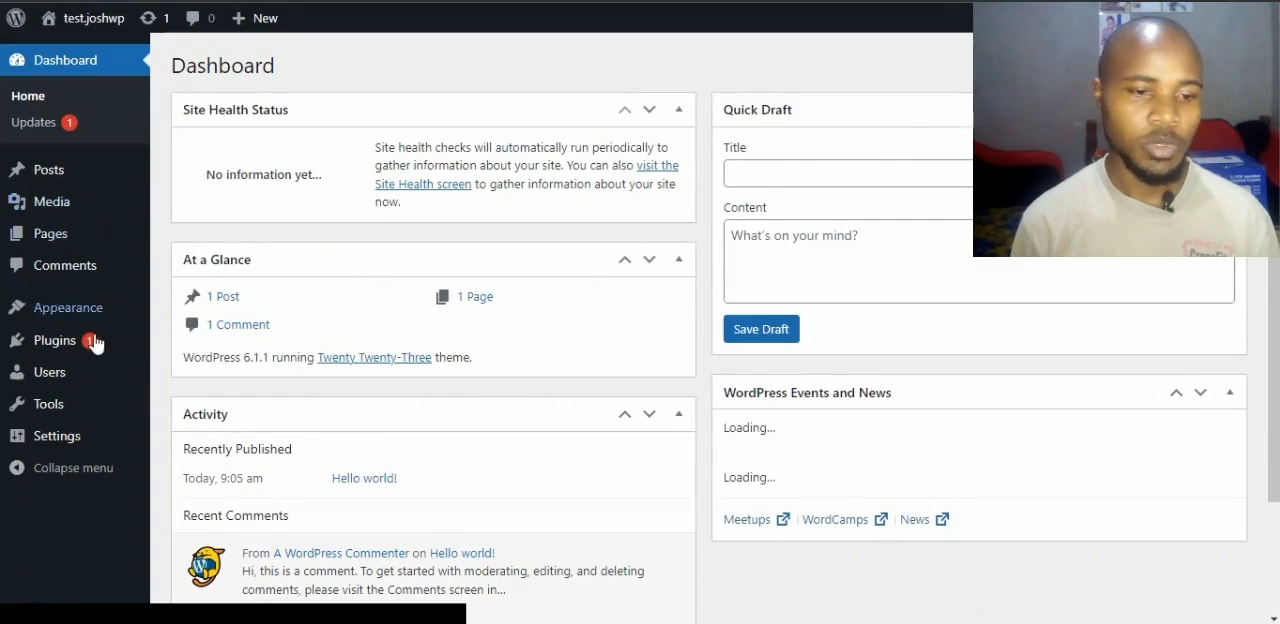 test.joshwp 1 0 New
Dashboard
Home
Updates 1
Posts
Media
Pages
Comments
Appearance
Plugins 1
Users
Tools
Settings
Collapse menu
Dashboard
Site Health Status
No information yet...
Site health checks will automatically run periodically to
gather information about your site. You can also visit the
Site Health screen to gather information about your site
now.
At a Glance
1 Post
1 Page
1 Comment
WordPress 6.1.1 running Twenty Twenty-Three theme.
Activity
Recently Published
Today, 9:05 am Hello world!
Recent Comments
From A WordPress Commenter on Hello world!
Hi, this is a comment. To get started with moderating, editing, and deleting
comments, please visit the Comments screen in...
Quick Draft
Title
Content
What's on your mind?
Save Draft
WordPress Events and News
Loading...
Loading...
Meetups WordCamps News